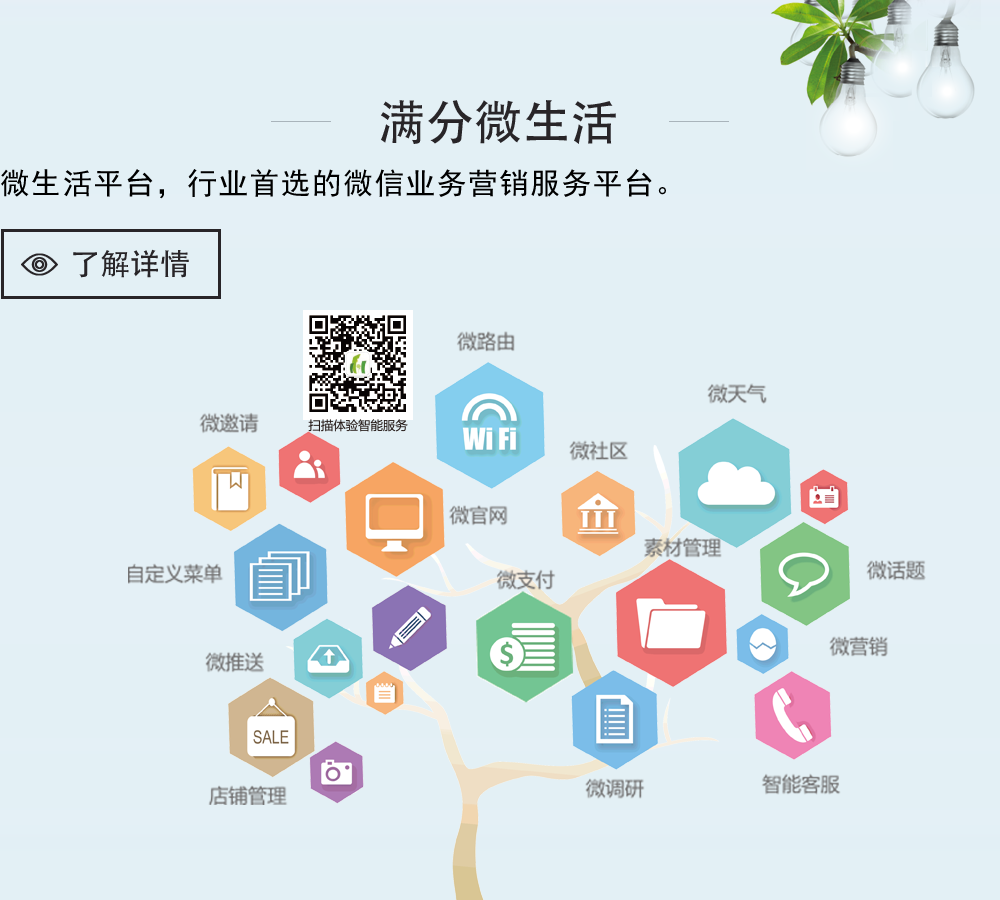 满分微生活
微生活平台，行业首选的微信业务营销服务平台。
了解详情
微路由
微天气
微邀请
扫描体验智能服务
Wi Fi
微社区
微官网
素材管理
自定义菜单
微支付
微话题
微推送
$
微营销
SALE
店铺管理
微调研
智能客服